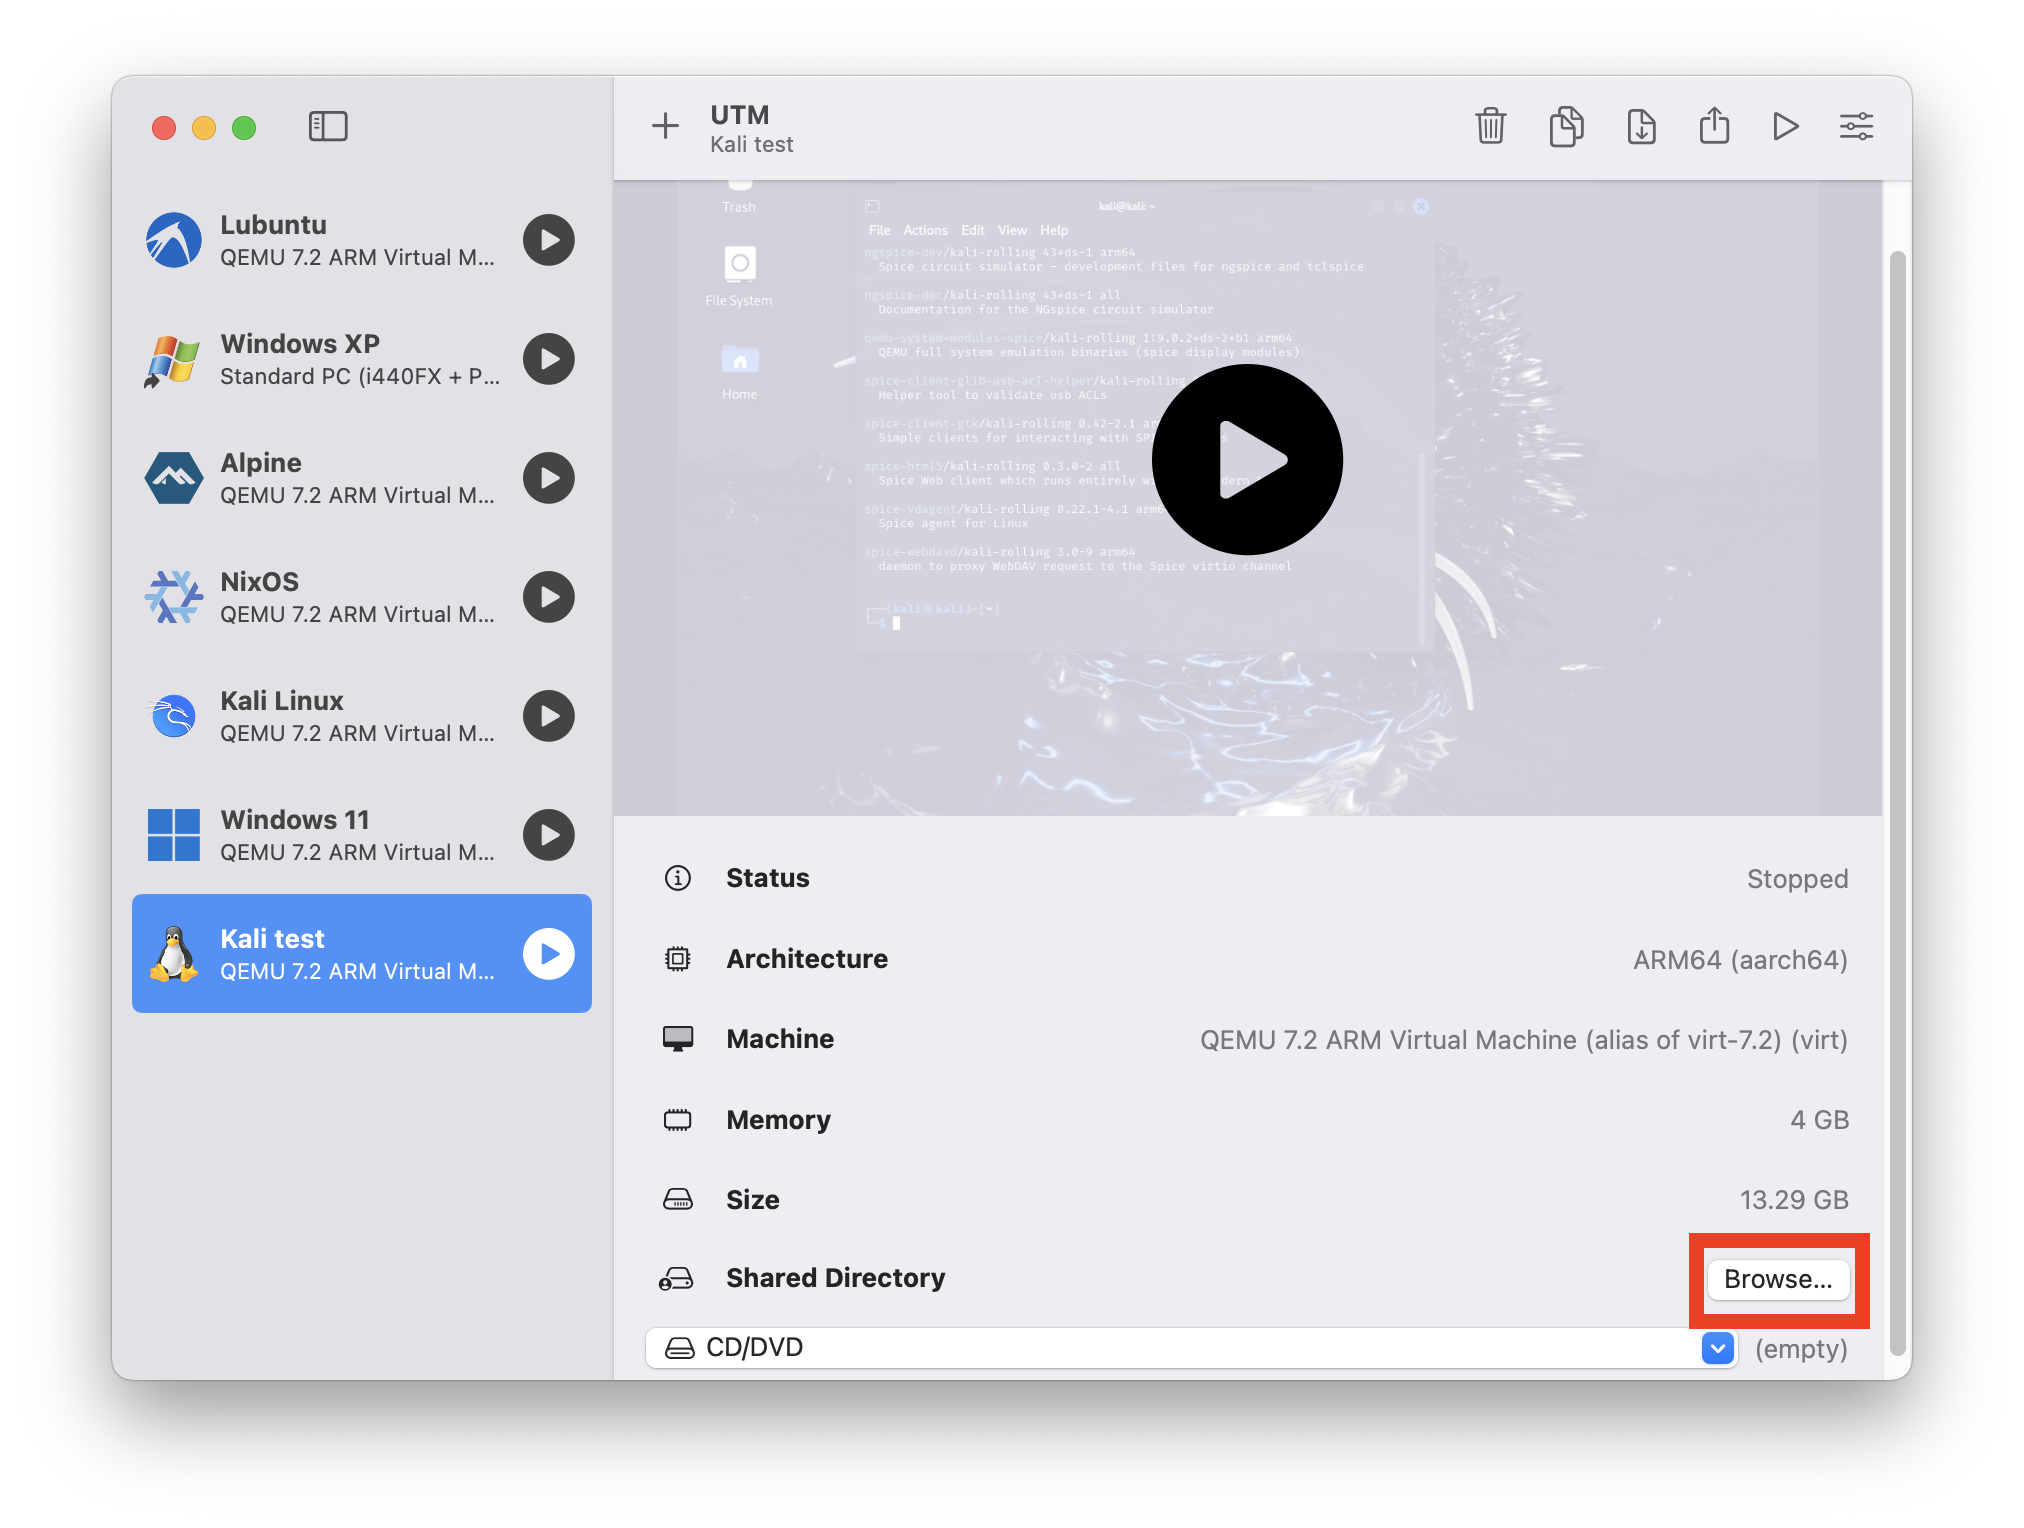 UTM
Kali test
Lubuntu
QEMU 7.2 ARM Virtual M...
Windows XP
Standard PC (i440FX + P...
Alpine
QEMU 7.2 ARM Virtual M...
NixOS
QEMU 7.2 ARM Virtual M...
Kali Linux
QEMU 7.2 ARM Virtual M...
Windows 11
QEMU 7.2 ARM Virtual M...
Kali test
QEMU 7.2 ARM Virtual M...
Trash
File System
Home
kali@kali: ~
File Actions Edit View Help
ngspice-dev/kali-rolling 43+ds-1 arm64
Spice circuit simulator - development files for ngspice and tclspice
ngspice-doc/kali-rolling 43+ds-1 all
Documentation for the NGspice circuit simulator
qemu-system-modules-spice/kali-rolling 1:9.0.2+ds-2+b1 arm64
QEMU full system emulation binaries (spice display modules)
spice-client-glib-usb-acl-helper/kali-rolling
Helper tool to validate usb ACLs
spice-client-gtk/kali-rolling 0.42-2.1 ar
Simple clients for interacting with SP s
spice-html5/kali-rolling 0.3.0-2 all
Spice Web client which runs entirely wi dern
spice-vdagent/kali-rolling 0.22.1-4.1 arm6
Spice agent for Linux
spice-webdavd/kali-rolling 3.0-9 arm64
daemon to proxy WebDAV request to the Spice virtio channel
(kali㉿kali)-[~]
$
Status Stopped
Architecture ARM64 (aarch64)
Machine QEMU 7.2 ARM Virtual Machine (alias of virt-7.2) (virt)
Memory 4 GB
Size 13.29 GB
Shared Directory Browse...
CD/DVD (empty)